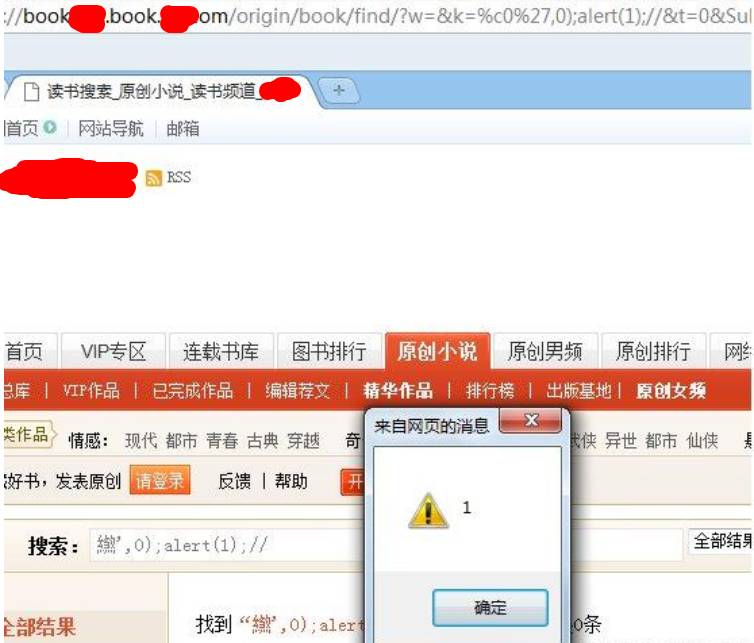 ://book .book. om/origin/book/find/?w=&k=%c0%27,0);alert(1);//&t=0&Sul
读书搜索_原创小说_读书频道_
首页 | 网站导航 | 邮箱
RSS
首页 VIP专区 连载书库 图书排行 原创小说 原创男频 原创排行
总库 | VIP作品 | 已完成作品 | 编辑荐文 | 精华作品 | 排行榜 | 出版基地 | 原创女频
类作品 情感: 现代 都市 青春 古典 穿越 武侠 异世 都市 仙侠
来自网页的消息
好书,发表原创 请登录 反馈 | 帮助 开
1
搜索: ',0);alert(1);//
全部结果
确定
全部结果 找到 “ ',0);alert 0条